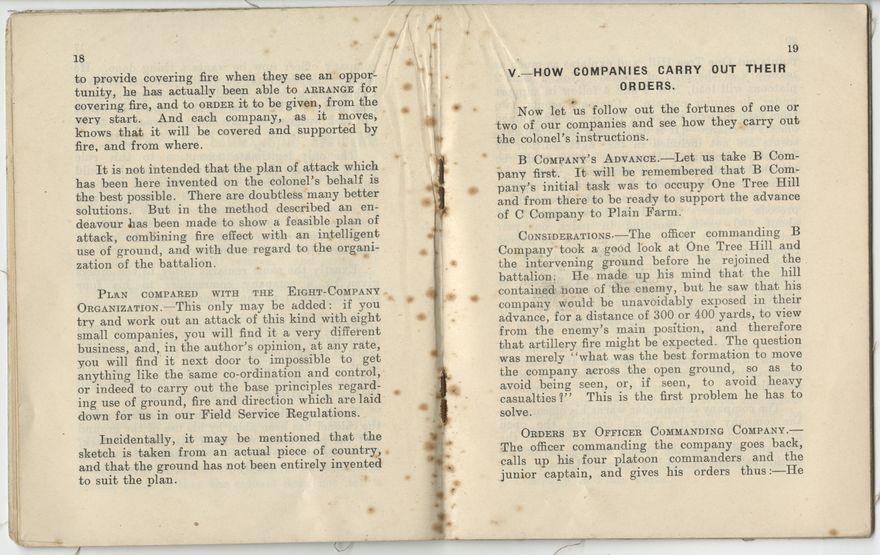 18
to provide covering fire when they see an oppor-
tunity, he has actually been able to ARRANGE for
covering fire, and to ORDER it to be given, from the
very start. And each company, as it moves,
knows that it will be covered and supported by
fire, and from where.
It is not intended that the plan of attack which
has been here invented on the colonel's behalf is
the best possible. There are doubtless many better
solutions. But in the method described an en-
deavour has been made to show a feasible plan of
attack, combining fire effect with an intelligent
use of ground, and with due regard to the organi-
zation of the battalion.
PLAN COMPARED WITH THE EIGHT-COMPANY
ORGANIZATION.—This only may be added: if you
try and work out an attack of this kind with eight
small companies, you will find it a very different
business, and, in the author's opinion, at any rate,
you will find it next door to impossible to get
anything like the same co-ordination and control,
or indeed to carry out the base principles regard-
ing use of ground, fire and direction which are laid
down for us in our Field Service Regulations.
Incidentally, it may be mentioned that the
sketch is taken from an actual piece of country,
and that the ground has not been entirely invented
to suit the plan.
19
V.—HOW COMPANIES CARRY OUT THEIR
ORDERS.
Now let us follow out the fortunes of one or
two of our companies and see how they carry out
the colonel's instructions.
B COMPANY'S ADVANCE.—Let us take B Com-
pany first. It will be remembered that B Com-
pany's initial task was to occupy One Tree Hill
and from there to be ready to support the advance
of C Company to Plain Farm.
CONSIDERATIONS.—The officer commanding B
Company took a good look at One Tree Hill and
the intervening ground before he rejoined the
battalion. He made up his mind that the hill
contained none of the enemy, but he saw that his
company would be unavoidably exposed in their
advance, for a distance of 300 or 400 yards, to view
from the enemy's main position, and therefore
that artillery fire might be expected. The question
was merely "what was the best formation to move
the company across the open ground, so as to
avoid being seen, or, if seen, to avoid heavy
casualties?" This is the first problem he has to
solve.
ORDERS BY OFFICER COMMANDING COMPANY.—
The officer commanding the company goes back,
calls up his four platoon commanders and the
junior captain, and gives his orders thus:—He